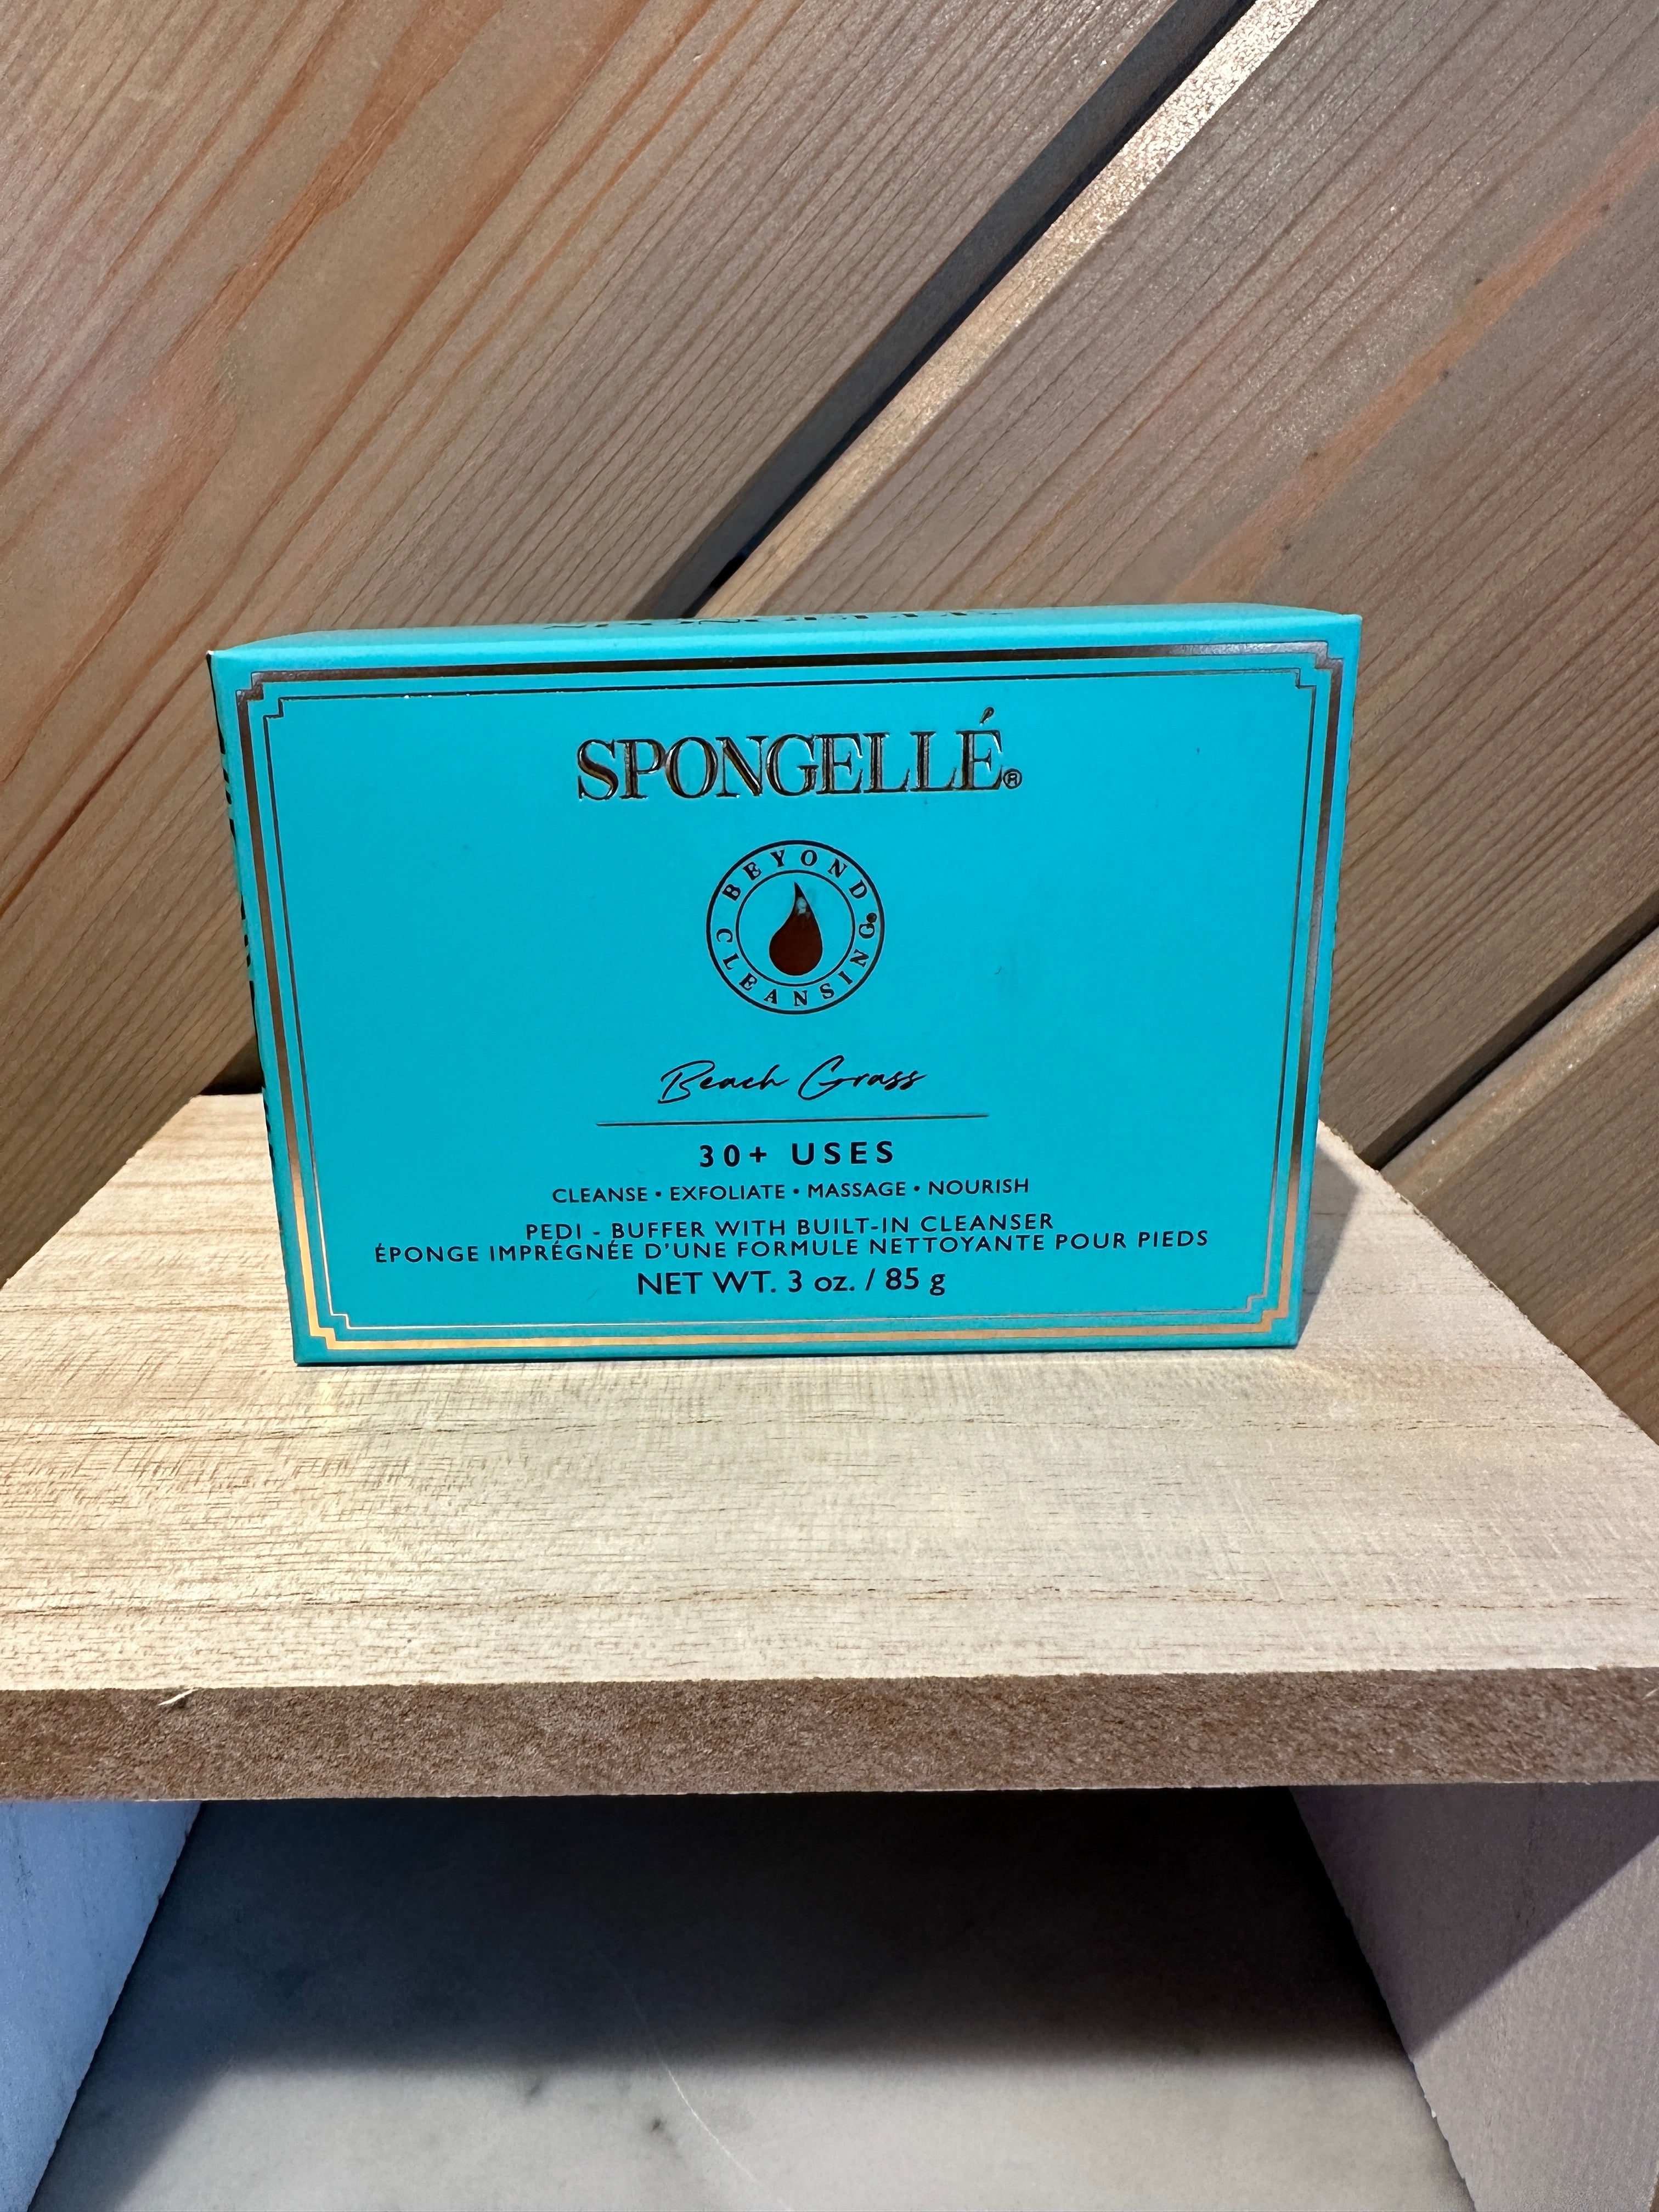 SPONGELLÉ®
BEYOND
CLEANSING®
Beach Grass
30+ USES
CLEANSE • EXFOLIATE • MASSAGE • NOURISH
PEDI - BUFFER WITH BUILT-IN CLEANSER
ÉPONGE IMPRÉGNÉE D'UNE FORMULE NETTOYANTE POUR PIEDS
NET WT. 3 oz. / 85 g